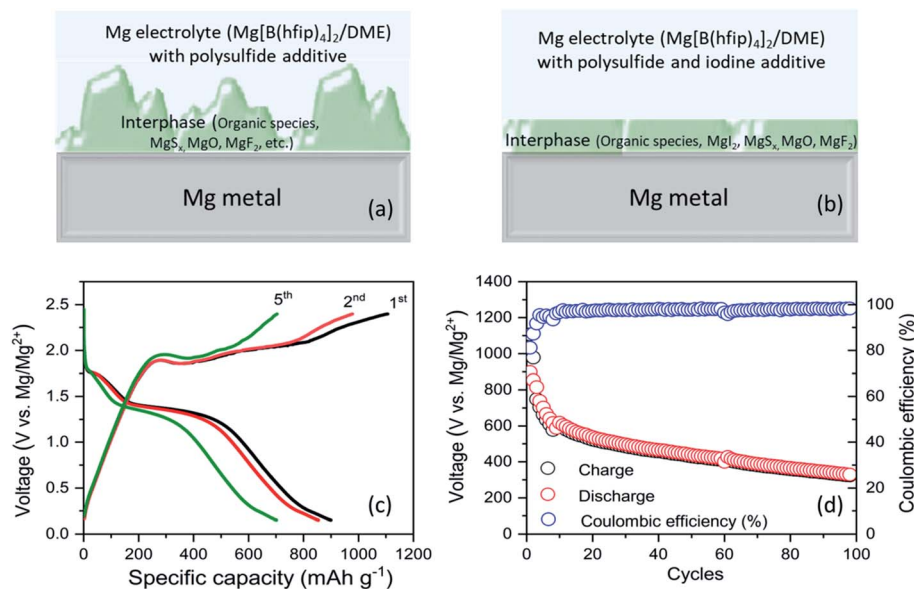 Mg electrolyte (Mg[B(hfip)₄]₂/DME)
with polysulfide additive
Interphase (Organic species,
MgSₓ, MgO, MgF₂, etc.)
Mg metal
(a)
Mg electrolyte (Mg[B(hfip)₄]₂/DME)
with polysulfide and iodine additive
Interphase (Organic species, MgI₂, MgSₓ, MgO, MgF₂)
Mg metal
(b)
Voltage (V vs. Mg/Mg²⁺)
2.5
2.0
1.5
1.0
0.5
0.0
5ᵗʰ
2ⁿᵈ
1ˢᵗ
(c)
0 200 400 600 800 1000 1200
Specific capacity (mAh g⁻¹)
Voltage (V vs. Mg/Mg²⁺)
1400
1200
1000
800
600
400
200
0
Charge
Discharge
Coulombic efficiency (%)
(d)
0 20 40 60 80 100
Cycles
100
80
60
40
20
0
Coulombic efficiency (%)